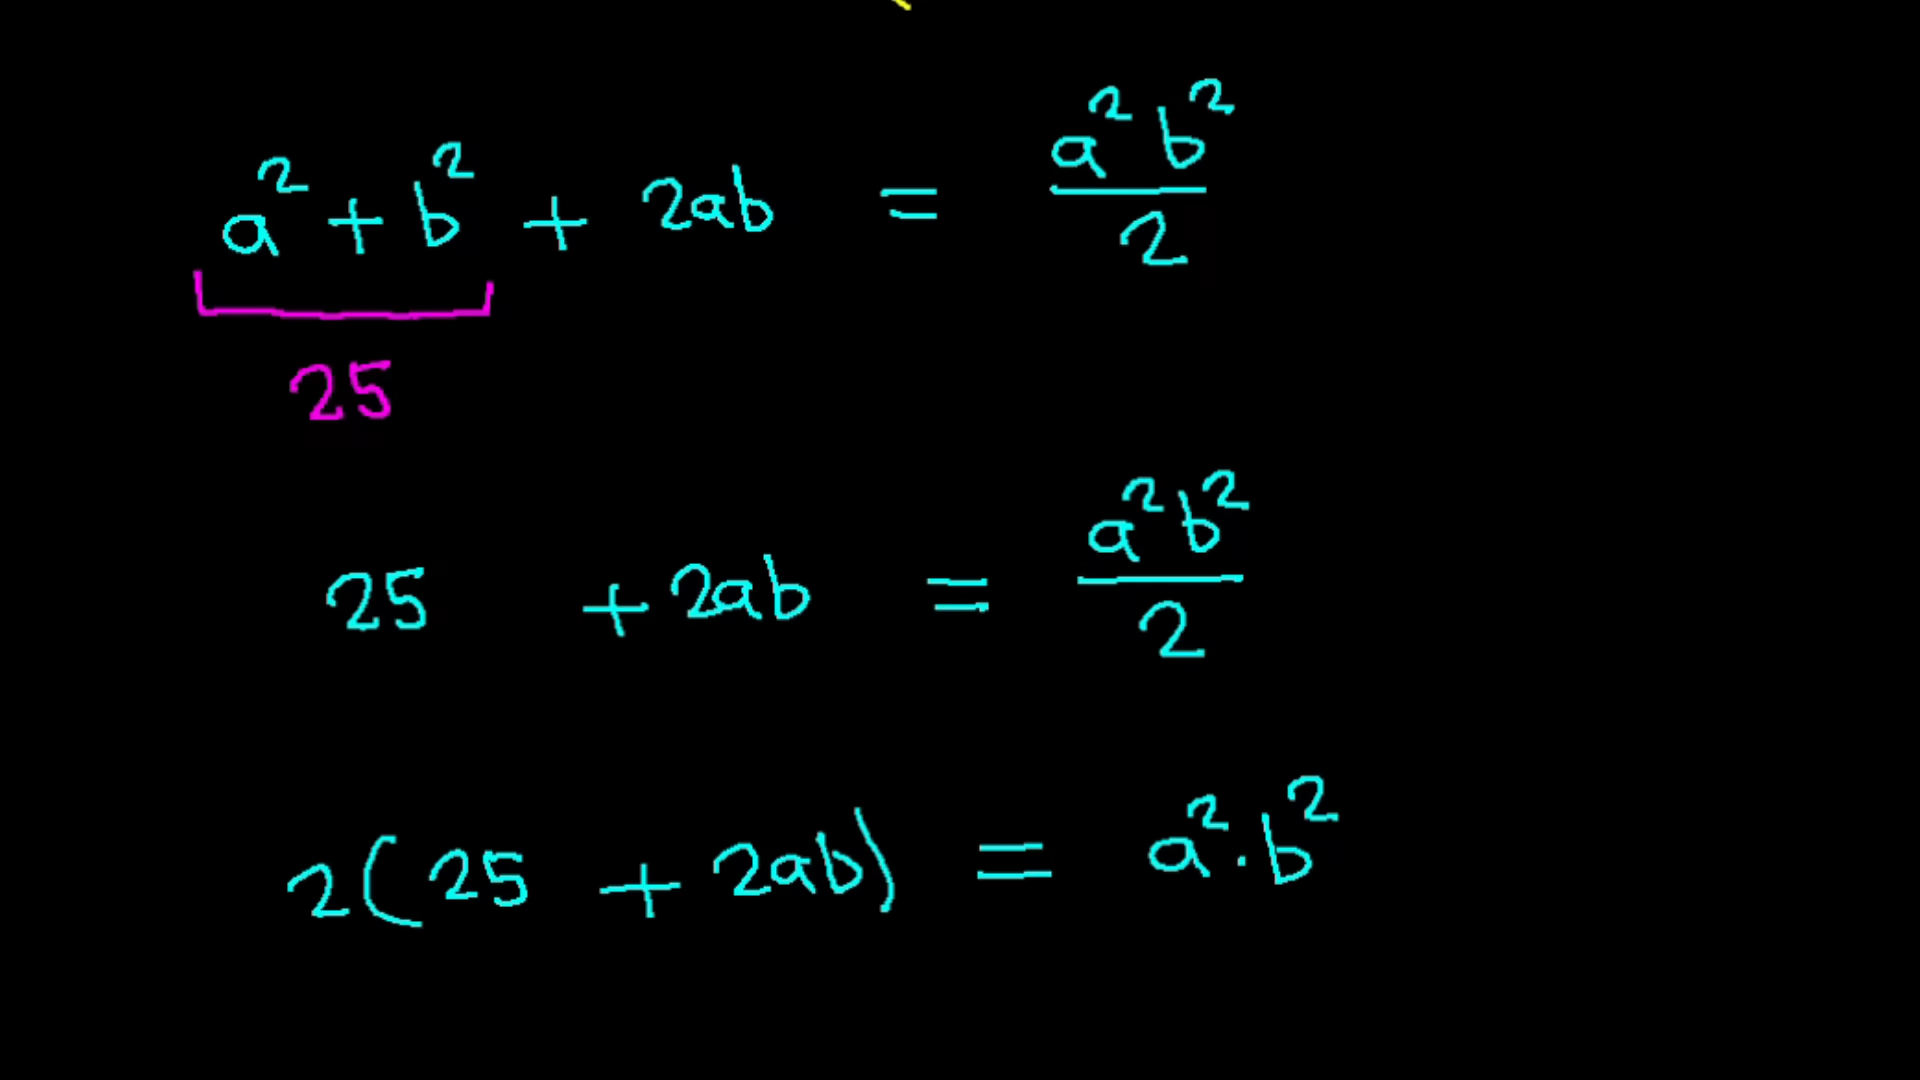 a² + b² + 2ab = a²b²/2
25
25 + 2ab = a²b²/2
2(25 + 2ab) = a²·b²